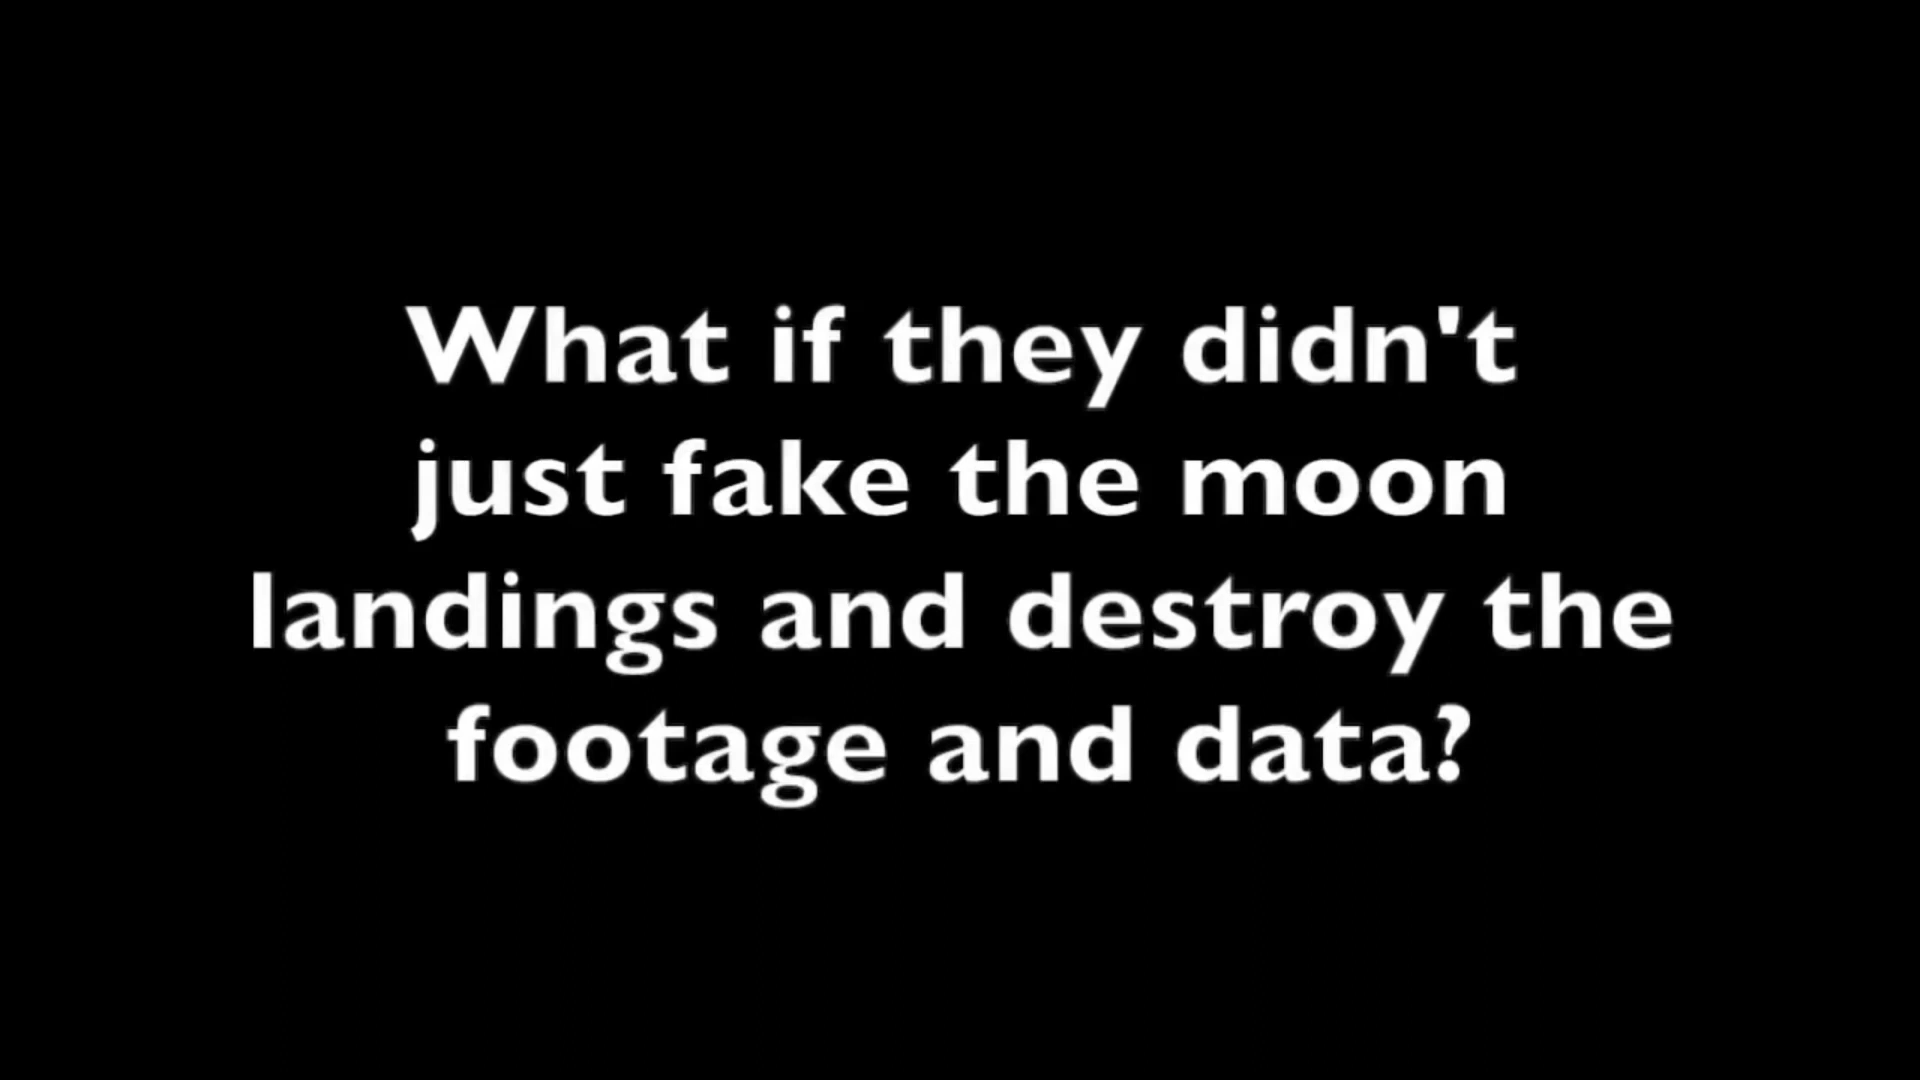 What if they didn't
just fake the moon
landings and destroy the
footage and data?